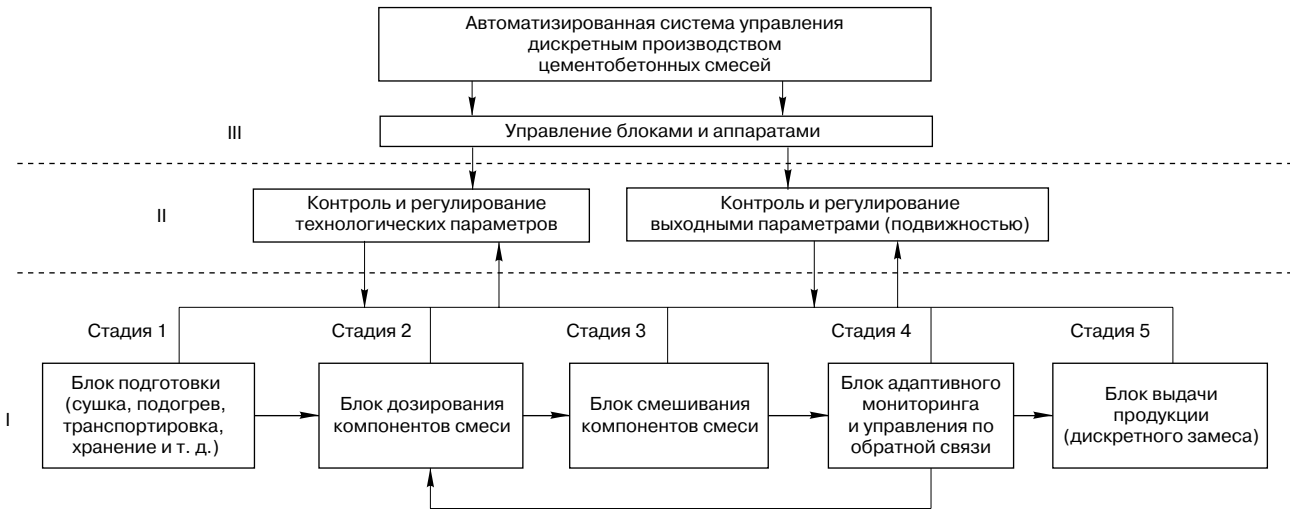 Автоматизированная система управления
дискретным производством
цементобетонных смесей
III
Управление блоками и аппаратами
II
Контроль и регулирование
технологических параметров
Контроль и регулирование
выходными параметрами (подвижностью)
Стадия 1
Стадия 2
Стадия 3
Стадия 4
Стадия 5
I
Блок подготовки
(сушка, подогрев,
транспортировка,
хранение и т. д.)
Блок дозирования
компонентов смеси
Блок смешивания
компонентов смеси
Блок адаптивного
мониторинга
и управления по
обратной связи
Блок выдачи
продукции
(дискретного замеса)